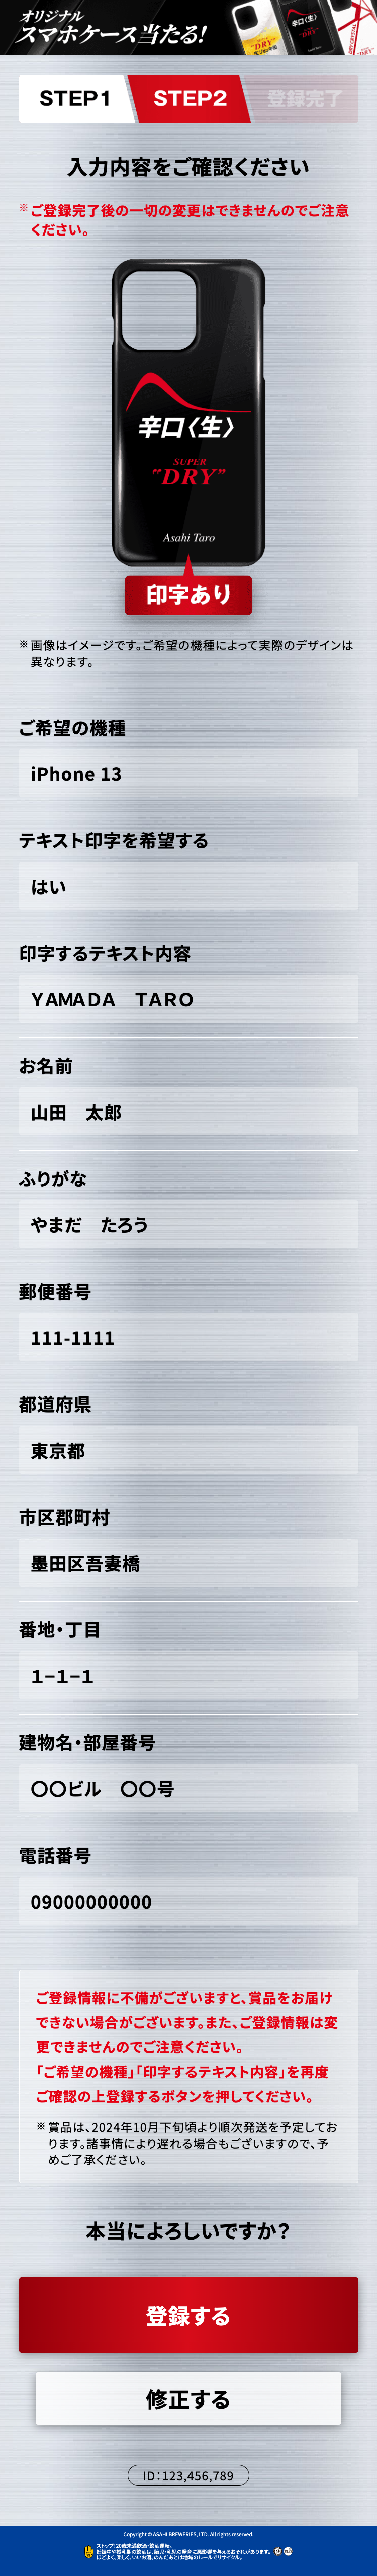 オリジナル
スマホケース当たる!
STEP1 STEP2 登録完了
入力内容をご確認ください
※ご登録完了後の一切の変更はできませんのでご注意
ください。
辛口〈生〉
SUPER
"DRY"
Asahi Taro
印字あり
※画像はイメージです。ご希望の機種によって実際のデザインは
異なります。
ご希望の機種
iPhone 13
テキスト印字を希望する
はい
印字するテキスト内容
YAMADA　TARO
お名前
山田　太郎
ふりがな
やまだ　たろう
郵便番号
111-1111
都道府県
東京都
市区郡町村
墨田区吾妻橋
番地・丁目
1−1−1
建物名・部屋番号
〇〇ビル　〇〇号
電話番号
09000000000
ご登録情報に不備がございますと、賞品をお届け
できない場合がございます。また、ご登録情報は変
更できませんのでご注意ください。
「ご希望の機種」「印字するテキスト内容」を再度
ご確認の上登録するボタンを押してください。
※賞品は、2024年10月下旬頃より順次発送を予定してお
ります。諸事情により遅れる場合もございますので、予
めご了承ください。
本当によろしいですか？
登録する
修正する
ID：123,456,789
Copyright © ASAHI BREWERIES, LTD. All rights reserved.
ストップ！20歳未満飲酒・飲酒運転。
妊娠中や授乳期の飲酒は、胎児・乳児の発育に悪影響を与えるおそれがあります。
ほどよく、楽しく、いいお酒。のんだあとは地域のルールでリサイクル。